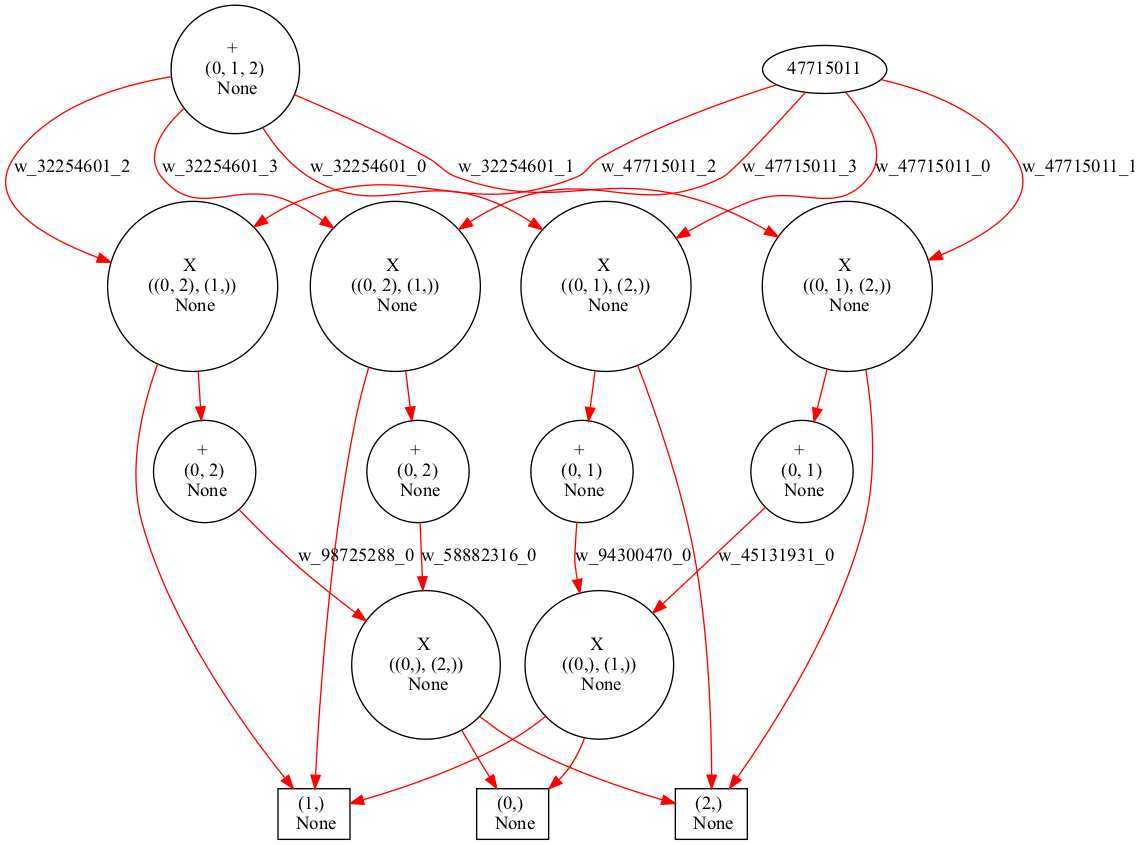 +
(0, 1, 2)
None
47715011
w_32254601_2
w_32254601_3
w_32254601_0
w_32254601_1
w_47715011_2
w_47715011_3
w_47715011_0
w_47715011_1
X
((0, 2), (1,))
None
X
((0, 2), (1,))
None
X
((0, 1), (2,))
None
X
((0, 1), (2,))
None
+
(0, 2)
None
+
(0, 2)
None
+
(0, 1)
None
+
(0, 1)
None
w_98725288_0
w_58882316_0
w_94300470_0
w_45131931_0
X
((0,), (2,))
None
X
((0,), (1,))
None
(1,)
None
(0,)
None
(2,)
None